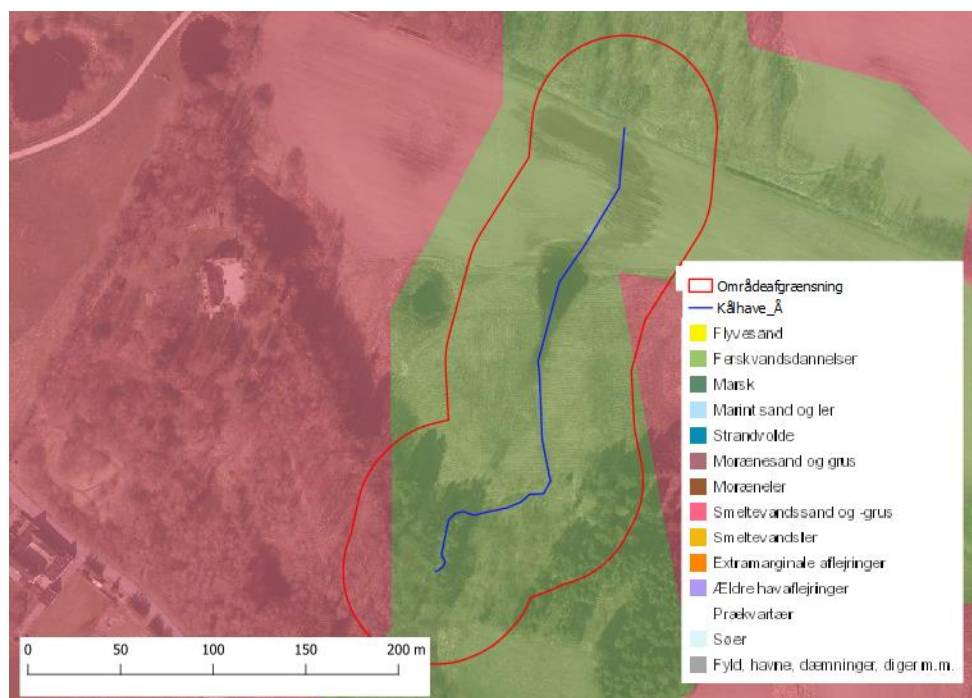 Områdeafgrænsning
Kålhave_Å
Flyvesand
Ferskvandsdannelser
Marsk
Marint sand og ler
Strandvolde
Morænesand og grus
Moræneler
Smeltevandssand og -grus
Smeltevandsler
Extramarginale aflejringer
Ældre havaflejringer
Prækvartær
Søer
Fyld, havne, dæmninger, diger m.m.
0 50 100 150 200 m